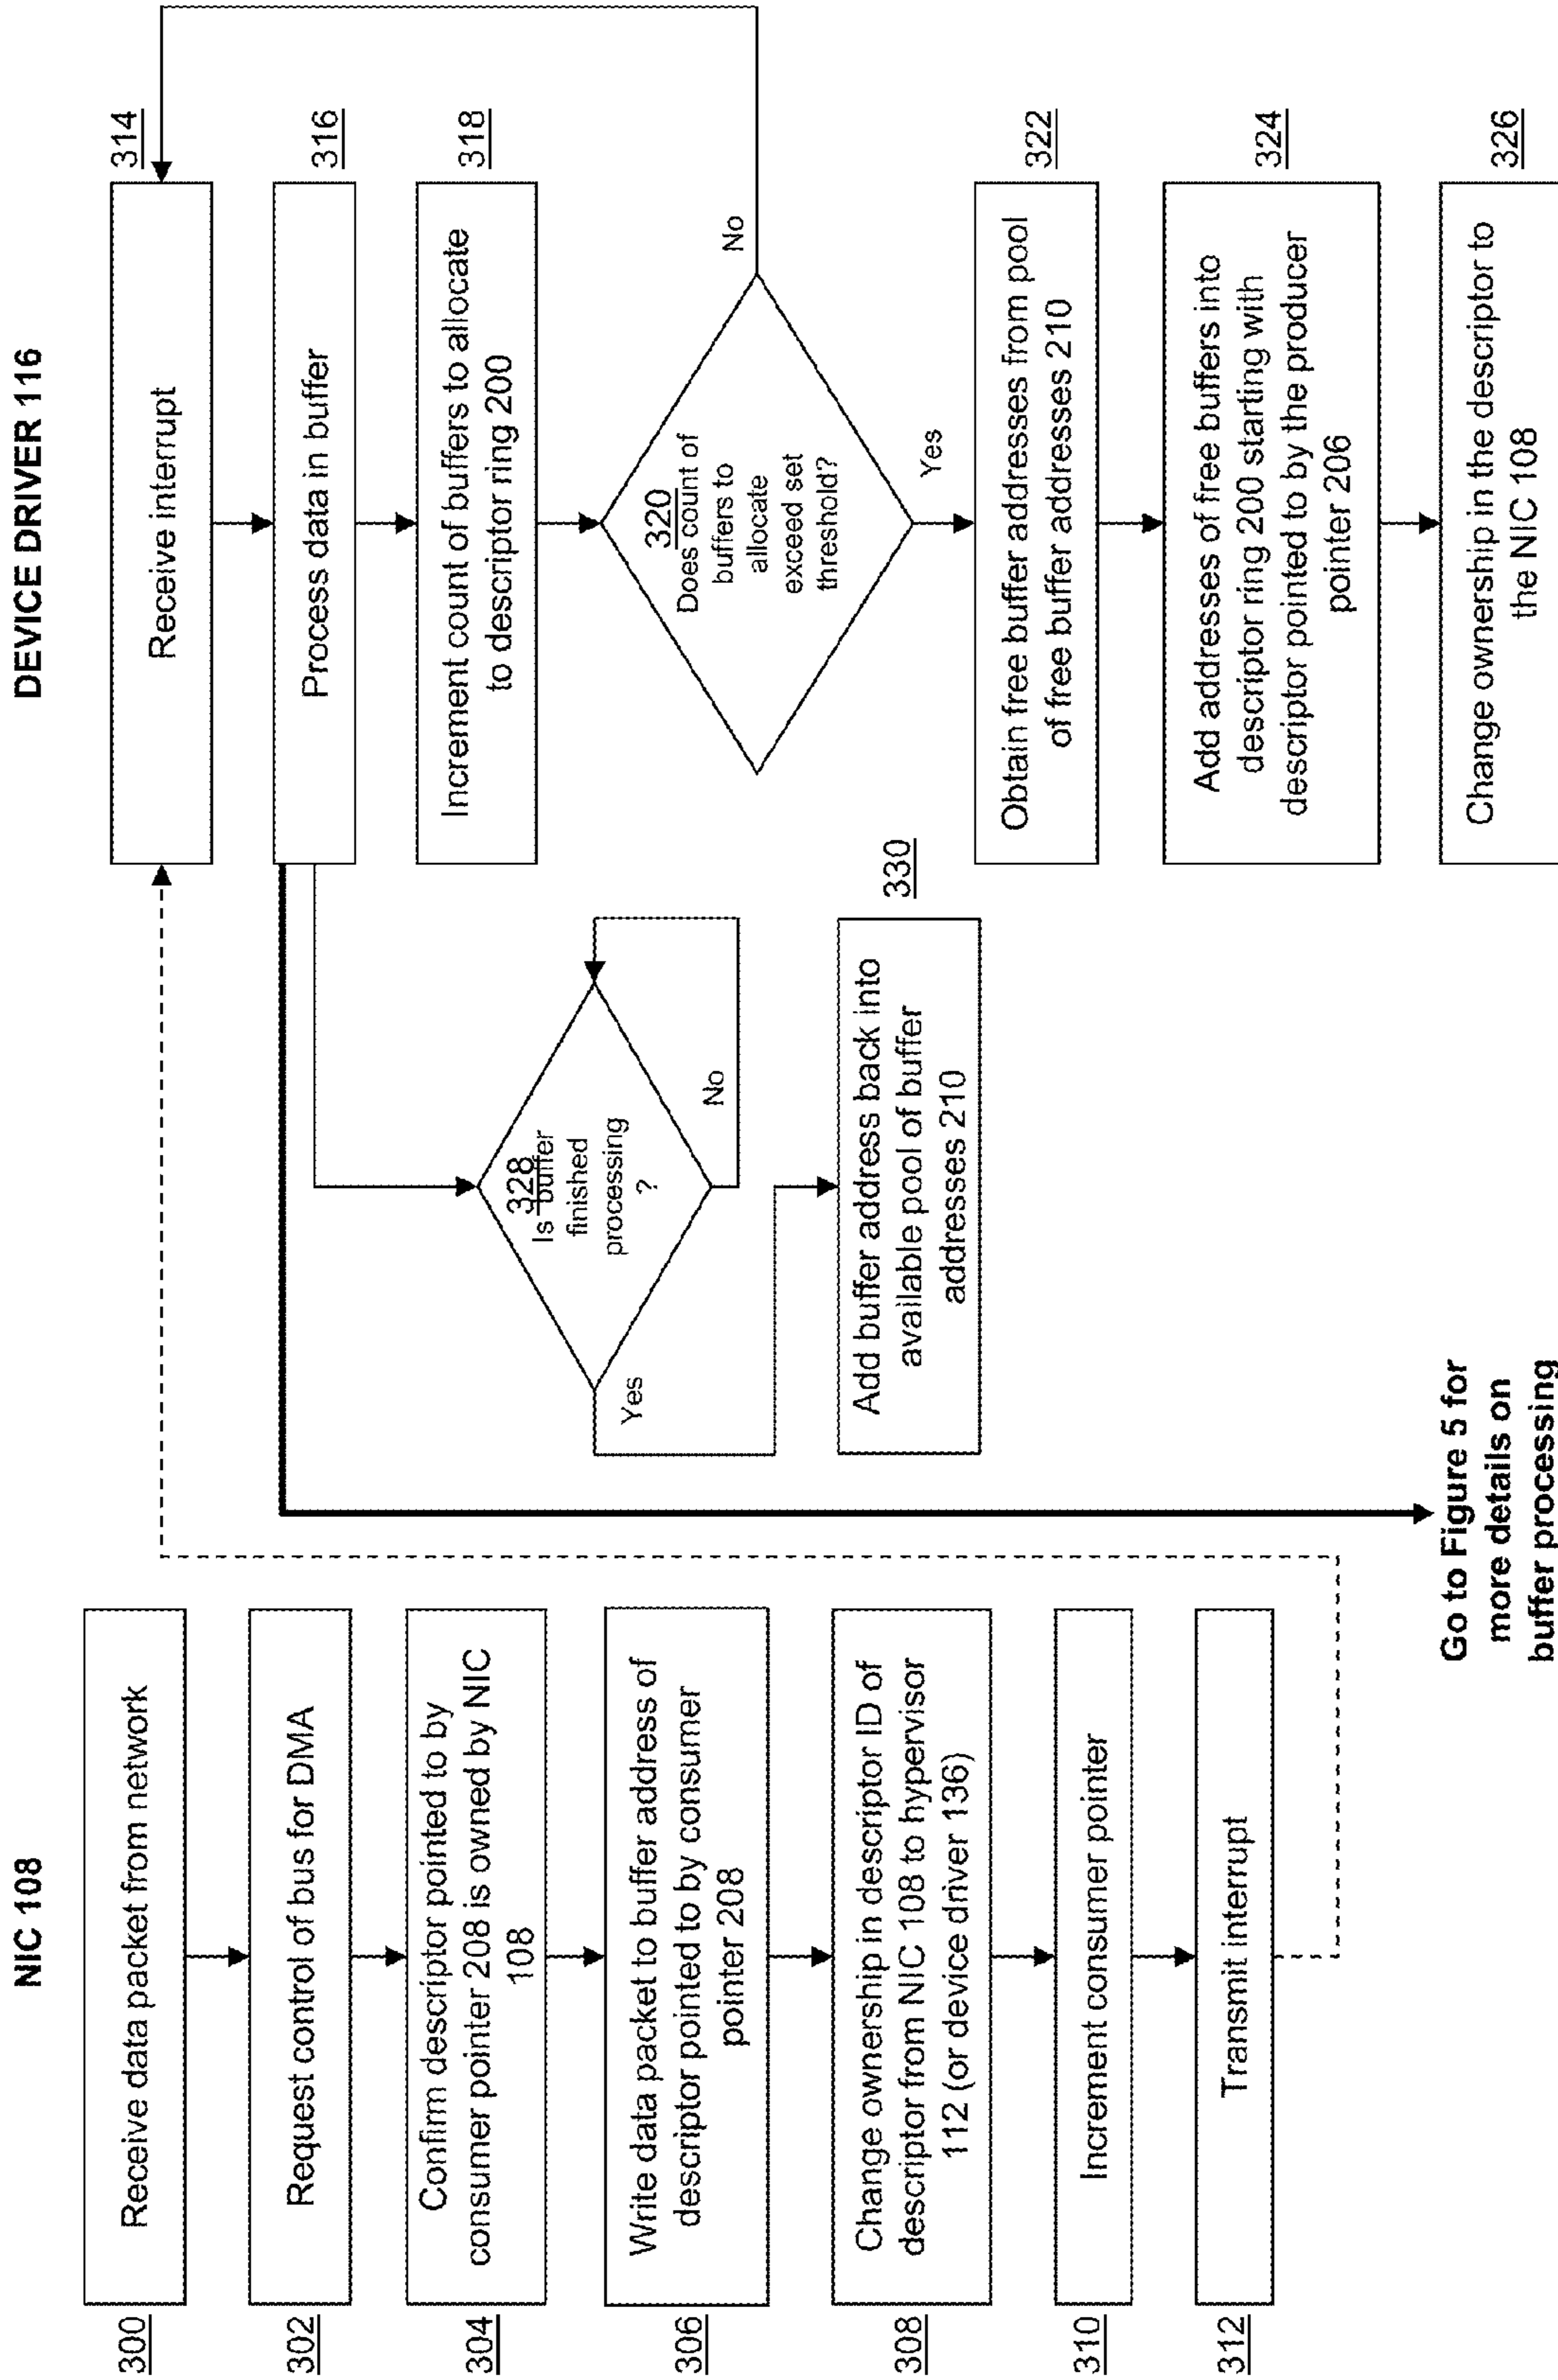 NIC 108
300
Receive data packet from network
302
Request control of bus for DMA
304
Confirm descriptor pointed to by
consumer pointer 208 is owned by NIC
108
306
Write data packet to buffer address of
descriptor pointed to by consumer
pointer 208
308
Change ownership in descriptor ID of
descriptor from NIC 108 to hypervisor
112 (or device driver 136)
310
Increment consumer pointer
312
Transmit interrupt
DEVICE DRIVER 116
314
Receive interrupt
316
Process data in buffer
318
Increment count of buffers to allocate
to descriptor ring 200
320
Does count of
buffers to
allocate
exceed set
threshold?
No
Yes
322
Obtain free buffer addresses from pool
of free buffer addresses 210
324
Add addresses of free buffers into
descriptor ring 200 starting with
descriptor pointed to by the producer
pointer 206
326
Change ownership in the descriptor to
the NIC 108
328
Is buffer
finished
processing
?
No
Yes
330
Add buffer address back into
available pool of buffer
addresses 210
Go to Figure 5 for
more details on
buffer processing